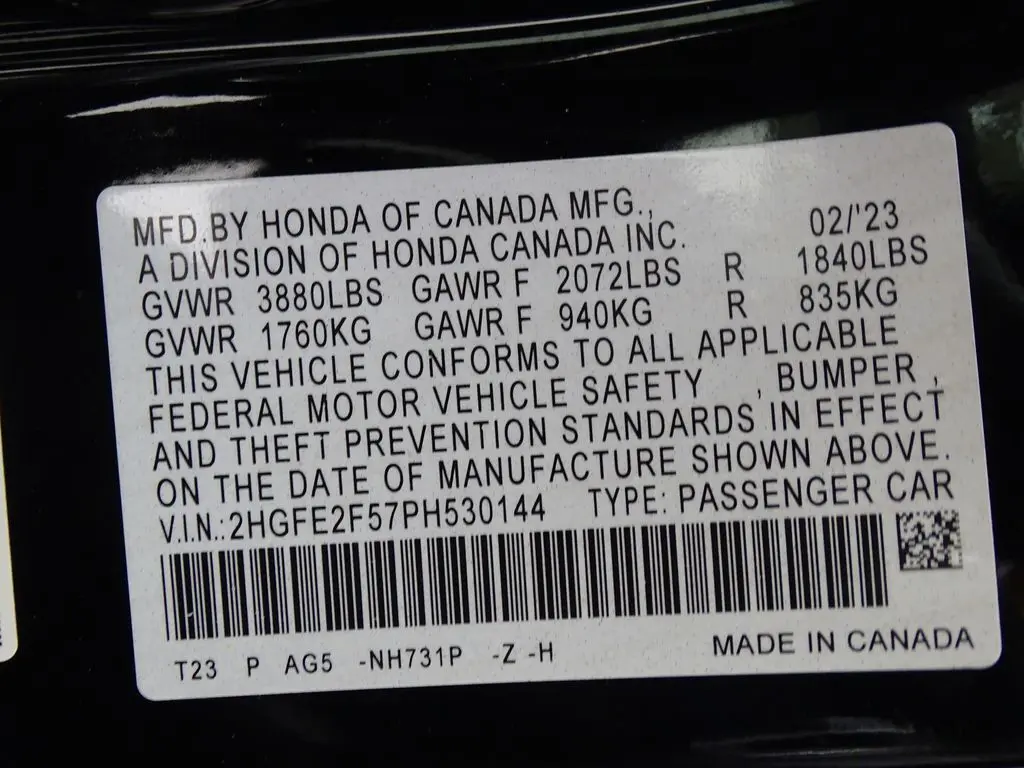 MFD.BY HONDA OF CANADA MFG., 02/'23
A DIVISION OF HONDA CANADA INC.
GVWR 3880LBS GAWR F 2072LBS R 1840LBS
GVWR 1760KG GAWR F 940KG R 835KG
THIS VEHICLE CONFORMS TO ALL APPLICABLE
FEDERAL MOTOR VEHICLE SAFETY , BUMPER ,
AND THEFT PREVENTION STANDARDS IN EFFECT
ON THE DATE OF MANUFACTURE SHOWN ABOVE.
V.I.N.:2HGFE2F57PH530144 TYPE: PASSENGER CAR
T23 P AG5 -NH731P -Z -H MADE IN CANADA